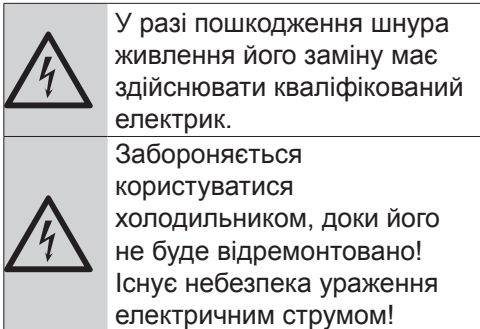 У разі пошкодження шнура
живлення його заміну має
здійснювати кваліфікований
електрик.
Забороняється
користуватися
холодильником, доки його
не буде відремонтовано!
Існує небезпека ураження
електричним струмом!